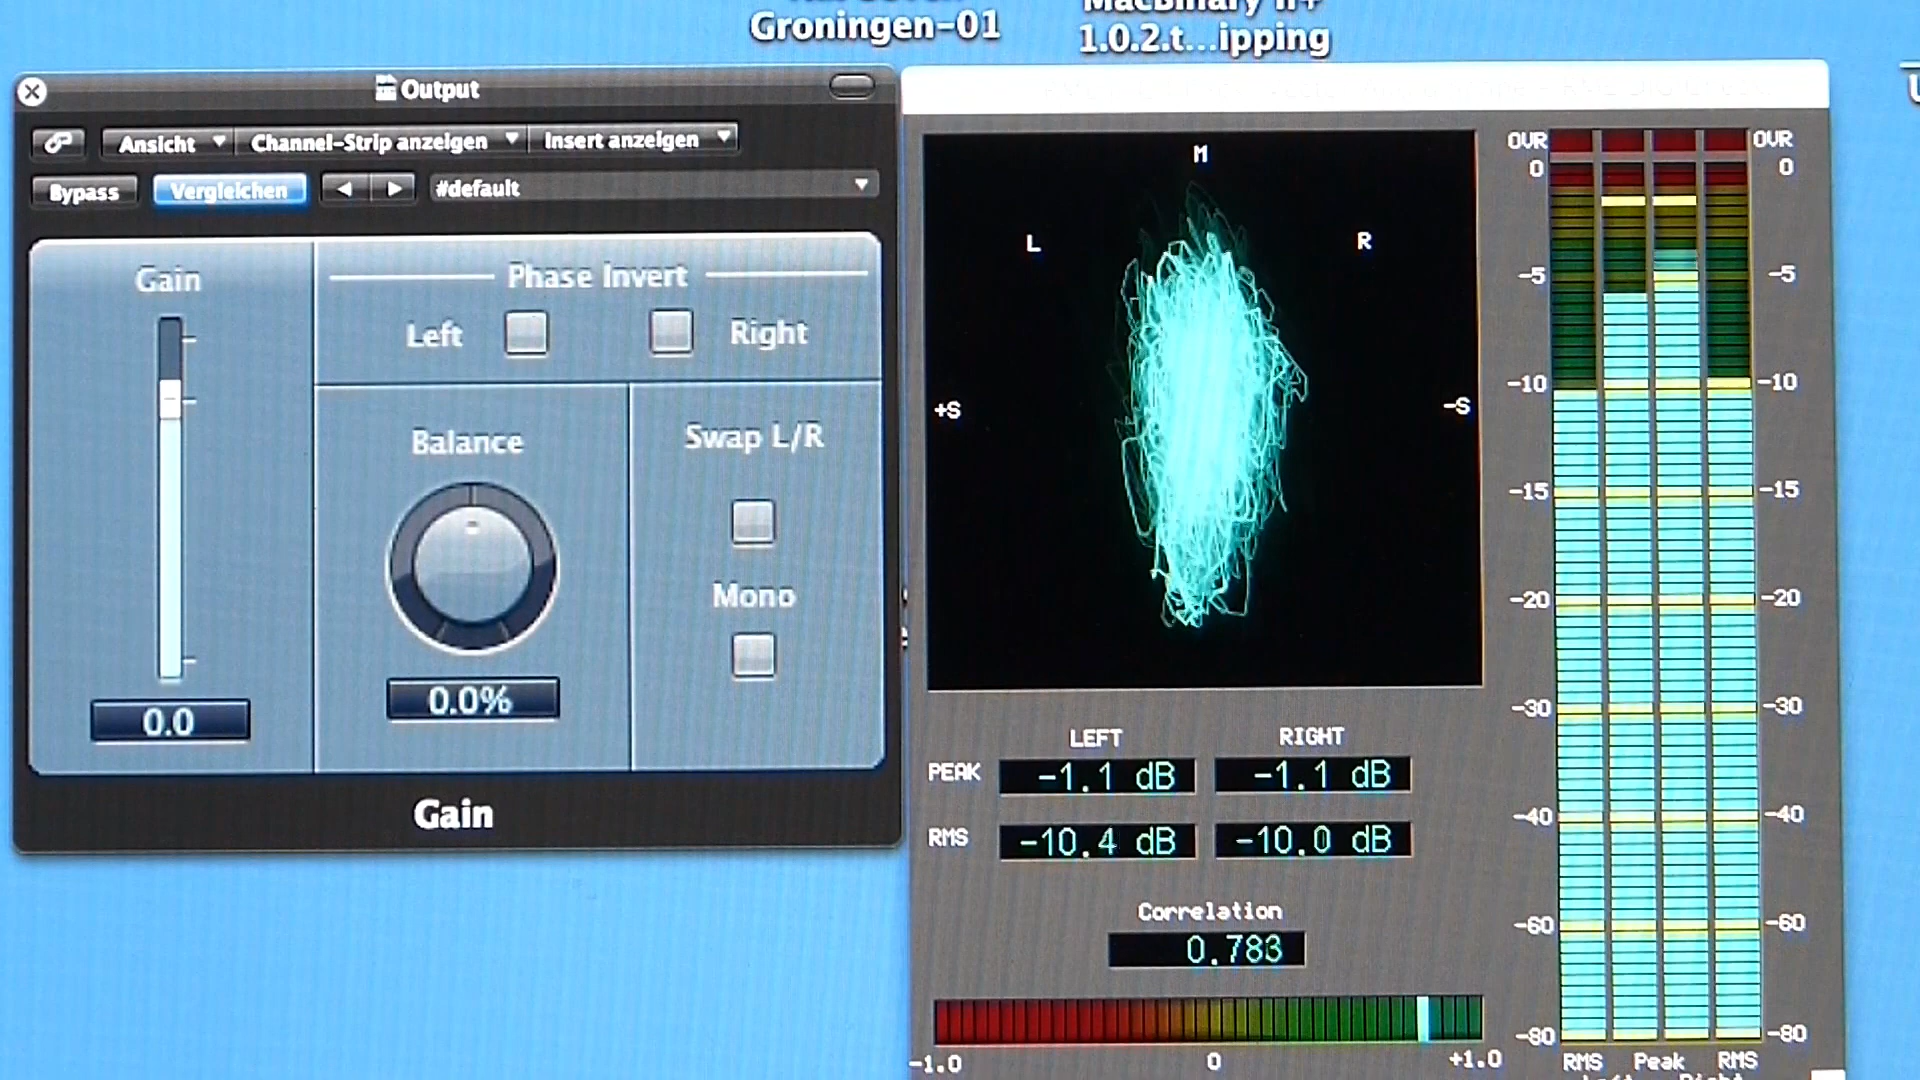 Groningen-01
1.0.2.t...ipping
Output
Ansicht
Channel-Strip anzeigen
Insert anzeigen
Bypass
Vergleichen
#default
Gain
Phase Invert
Left
Right
Balance
Swap L/R
Mono
0.0
0.0%
Gain
M
L
R
+S
-S
LEFT
RIGHT
PEAK
-1.1 dB
-1.1 dB
RMS
-10.4 dB
-10.0 dB
Correlation
0.783
-1.0
0
+1.0
OVR
OVR
0
0
-5
-5
-10
-10
-15
-15
-20
-20
-30
-30
-40
-40
-60
-60
-80
-80
RMS
Peak
RMS